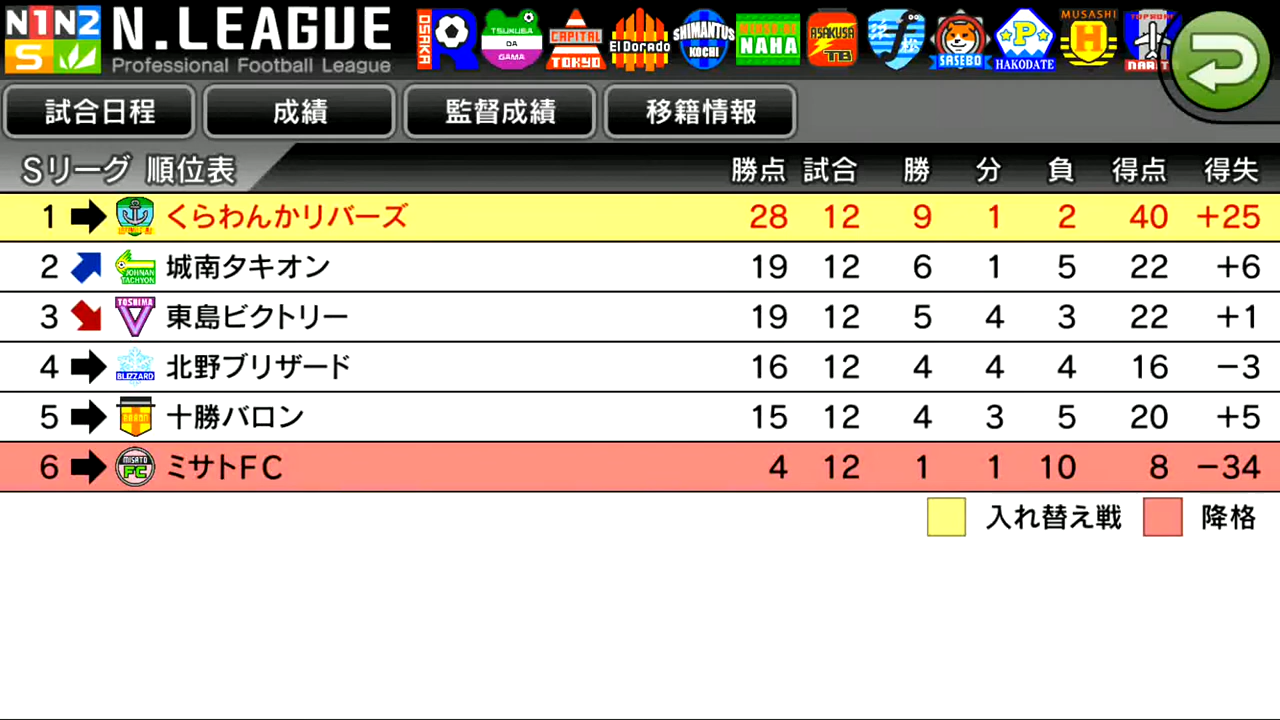 N1 N2 S N.LEAGUE
Professional Football League
OSAKA R TSUKUBA DA GAMA CAPITAL TOKYO El Dorado SHIMANTUS KOCHI NAHA ASAKUSA TB 浜松 SASEBO P HAKODATE MUSASHI H
試合日程 成績 監督成績 移籍情報
Sリーグ 順位表 勝点 試合 勝 分 負 得点 得失
1 くらわんかリバーズ 28 12 9 1 2 40 +25
2 JOHNAN TACHYON 城南タキオン 19 12 6 1 5 22 +6
3 TOSHIMA V 東島ビクトリー 19 12 5 4 3 22 +1
4 BLIZZARD 北野ブリザード 16 12 4 4 4 16 −3
5 BARON 十勝バロン 15 12 4 3 5 20 +5
6 MISATO FC ミサトFC 4 12 1 1 10 8 −34
入れ替え戦 降格